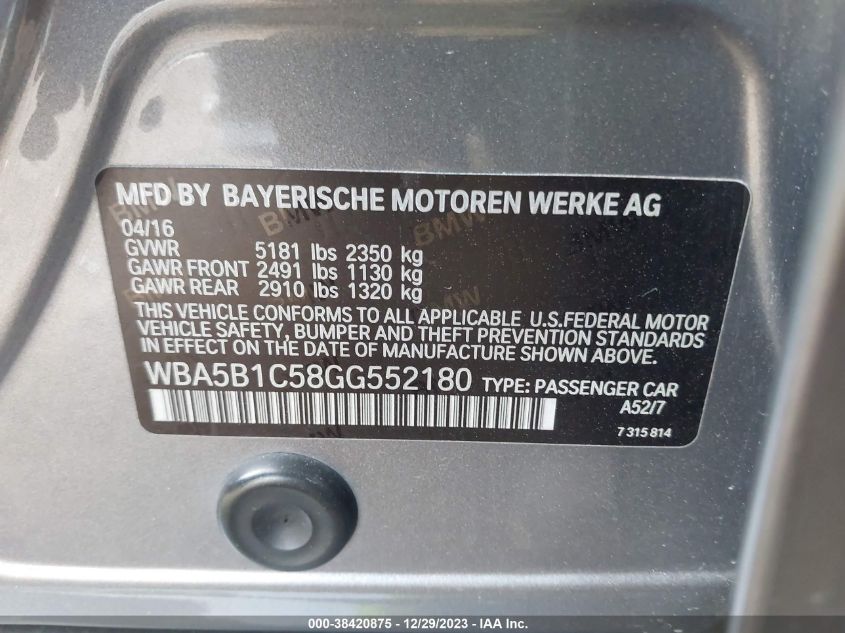 MFD BY BAYERISCHE MOTOREN WERKE AG
04/16
GVWR 5181 lbs 2350 kg
GAWR FRONT 2491 lbs 1130 kg
GAWR REAR 2910 lbs 1320 kg
THIS VEHICLE CONFORMS TO ALL APPLICABLE U.S.FEDERAL MOTOR
VEHICLE SAFETY, BUMPER AND THEFT PREVENTION STANDARDS
IN EFFECT ON THE DATE OF MANUFACTURE SHOWN ABOVE.
WBA5B1C58GG552180 TYPE: PASSENGER CAR
A52/7
7 315 814
000-38420875 - 12/29/2023 - IAA Inc.